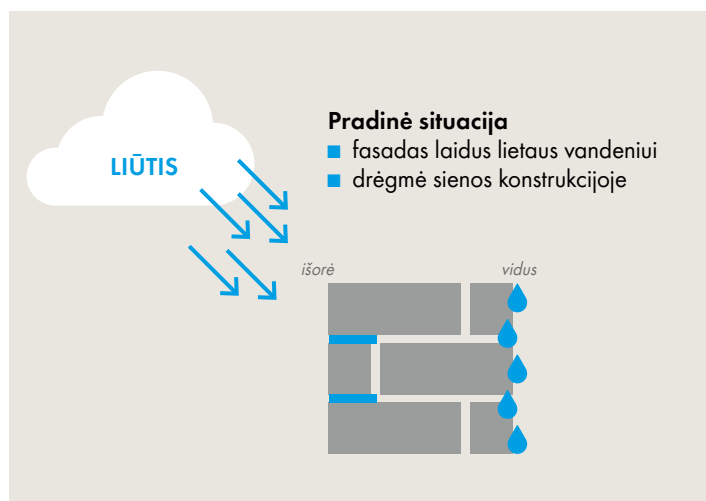 LIŪTIS
Pradinė situacija
fasadas laidus lietaus vandeniui
drėgmė sienos konstrukcijoje
išorė
vidus